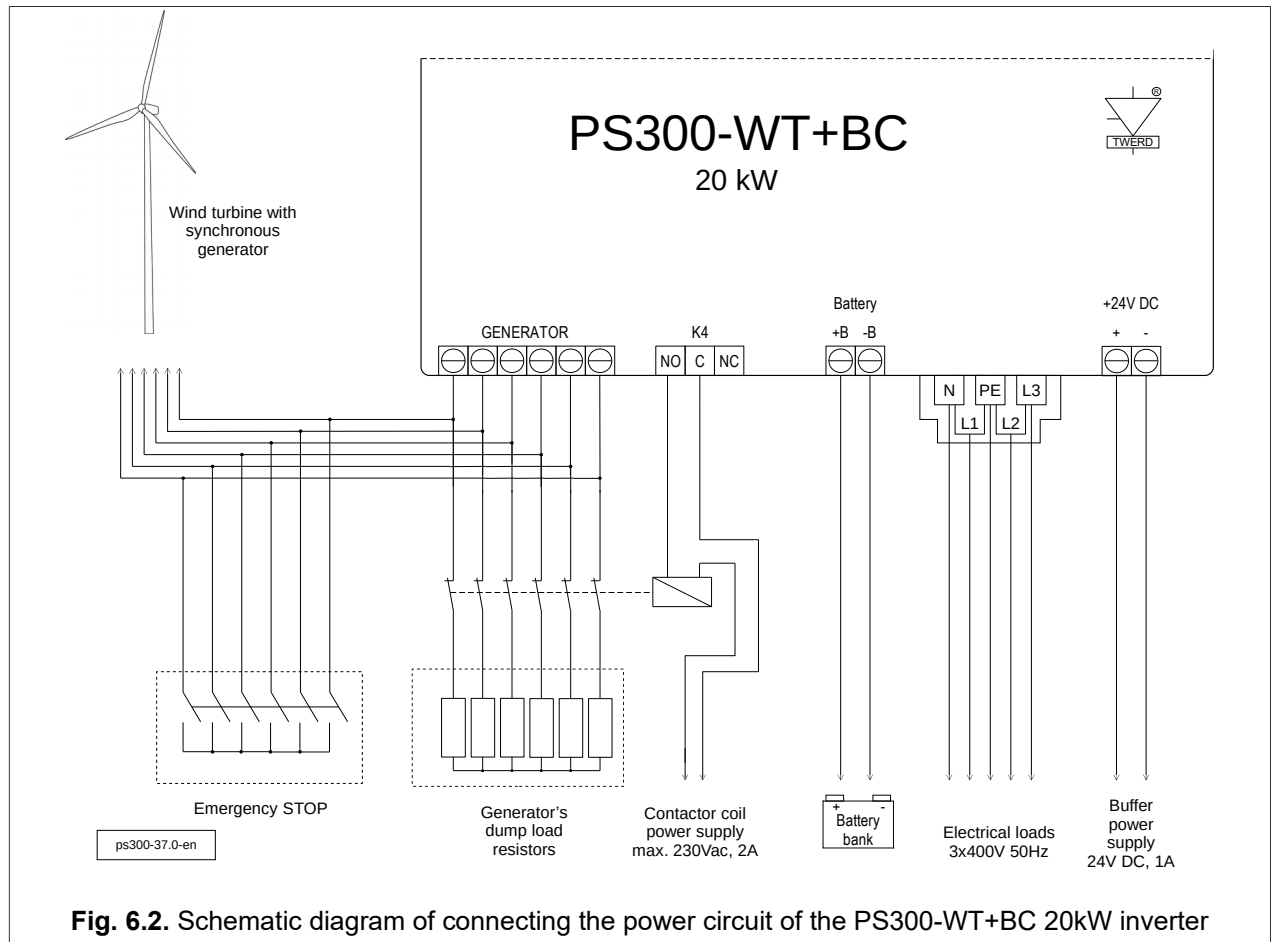 PS300-WT+BC
20 kW
®
TWERD
Wind turbine with
synchronous
generator
GENERATOR
K4
NO C NC
Battery
+B -B
+24V DC
+ -
N PE L3
L1 L2
Emergency STOP
ps300-37.0-en
Generator's
dump load
resistors
Contactor coil
power supply
max. 230Vac, 2A
+ -
Battery
bank
Electrical loads
3x400V 50Hz
Buffer
power
supply
24V DC, 1A
Fig. 6.2. Schematic diagram of connecting the power circuit of the PS300-WT+BC 20kW inverter